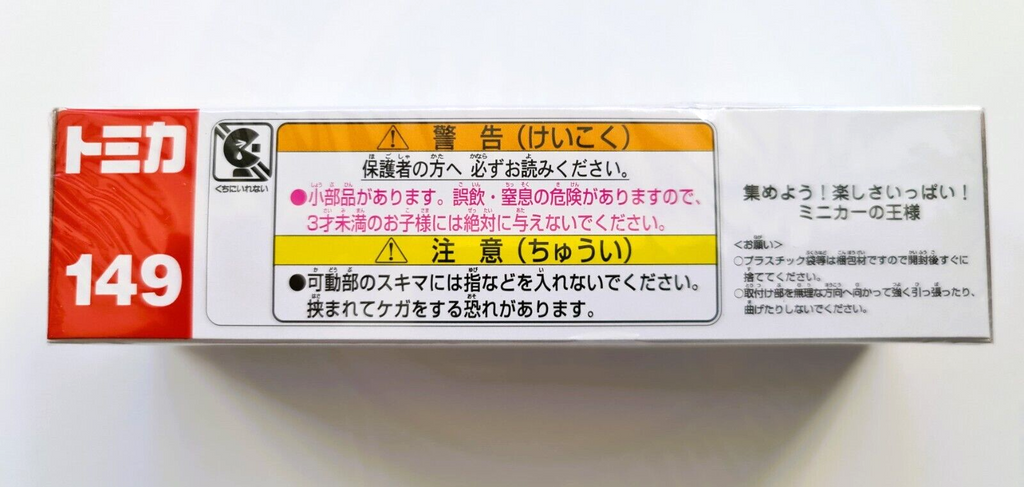 トミカ
149
くちにいれない
警告(けいこく)
保護者の方へ 必ずお読みください。
●小部品があります。誤飲・窒息の危険がありますので、
3才未満のお子様には絶対に与えないでください。
注意(ちゅうい)
●可動部のスキマには指などを入れないでください。
挟まれてケガをする恐れがあります。
集めよう!楽しさいっぱい!
ミニカーの王様
<お願い>
○プラスチック袋等は梱包材ですので開封後すぐに
捨ててください。
○取付け部を無理な方向へ向かって強く引っ張ったり、
曲げたりしないでください。